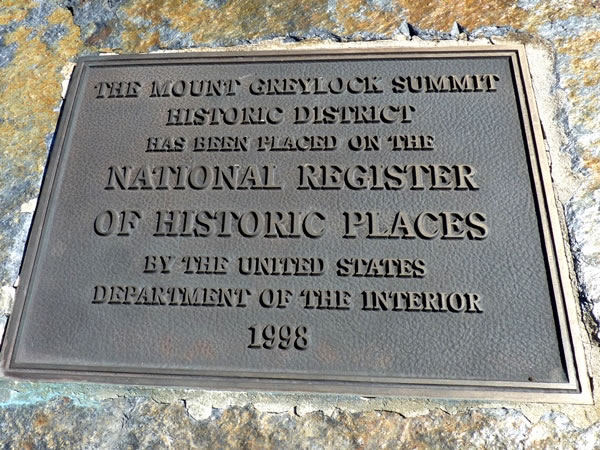 THE MOUNT GREYLOCK SUMMIT
HISTORIC DISTRICT
HAS BEEN PLACED ON THE
NATIONAL REGISTER
OF HISTORIC PLACES
BY THE UNITED STATES
DEPARTMENT OF THE INTERIOR
1998